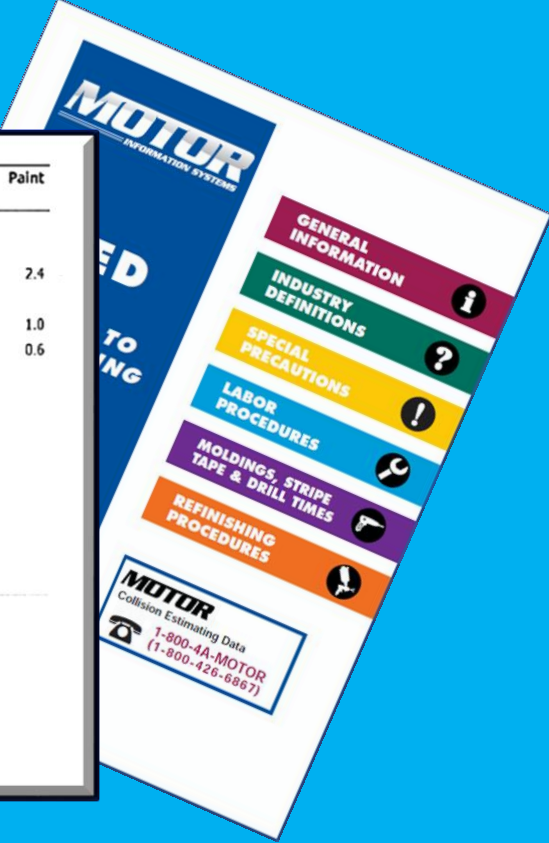 MOTOR
INFORMATION SYSTEMS
Paint
2.4
1.0
0.6
TO
GENERAL
INFORMATION
i
INDUSTRY
DEFINITIONS
?
SPECIAL
PRECAUTIONS
!
LABOR
PROCEDURES
MOLDINGS, STRIPE
TAPE & DRILL TIMES
REFINISHING
PROCEDURES
MOTOR
Collision Estimating Data
1-800-4A-MOTOR
(1-800-426-6867)